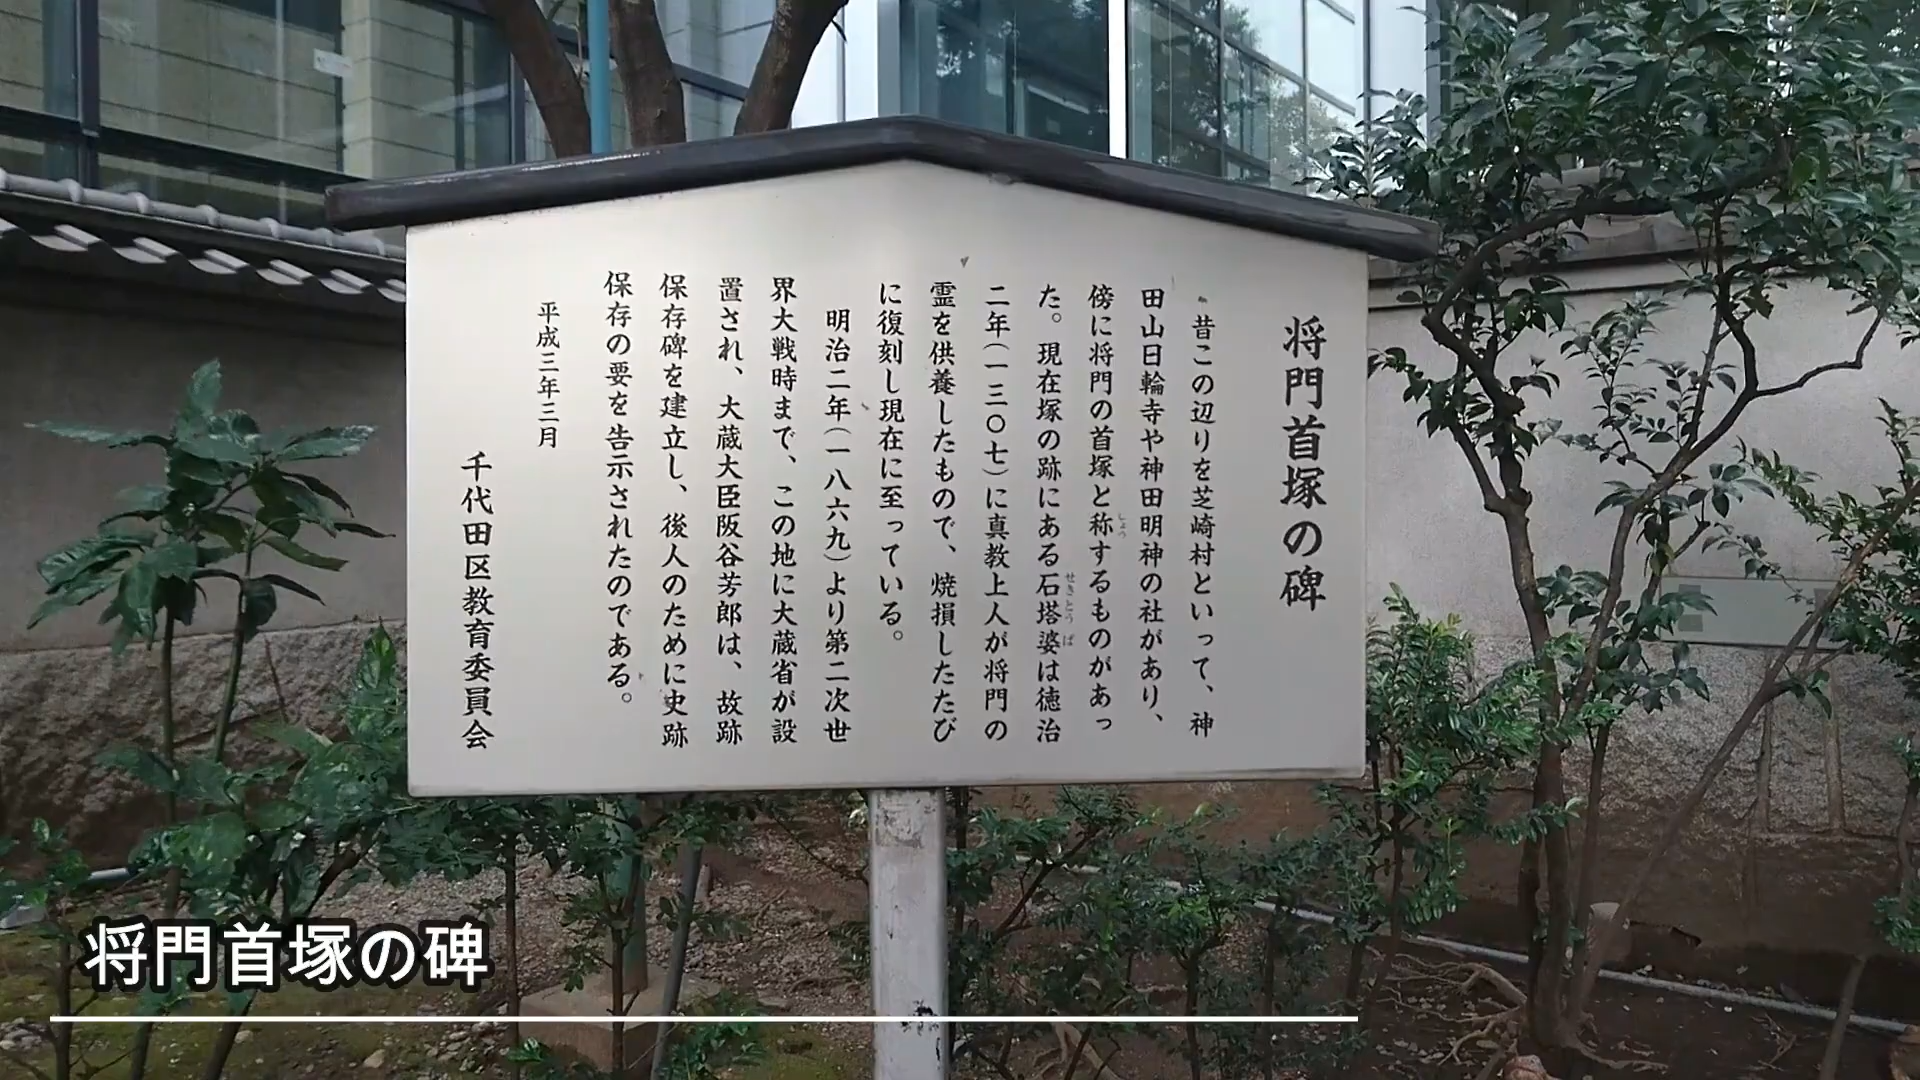 将門首塚の碑
昔この辺りを芝崎村といって、神
田山日輪寺や神田明神の社があり、
傍に将門の首塚と称するものがあっ
しょう
た。現在塚の跡にある石塔婆は徳治
せきとうば
二年(一三〇七)に真教上人が将門の
霊を供養したもので、焼損したたび
に復刻し現在に至っている。
明治二年(一八六九)より第二次世
界大戦時まで、この地に大蔵省が設
置され、大蔵大臣阪谷芳郎は、故跡
保存碑を建立し、後人のために史跡
保存の要を告示されたのである。
平成三年三月
千代田区教育委員会
将門首塚の碑